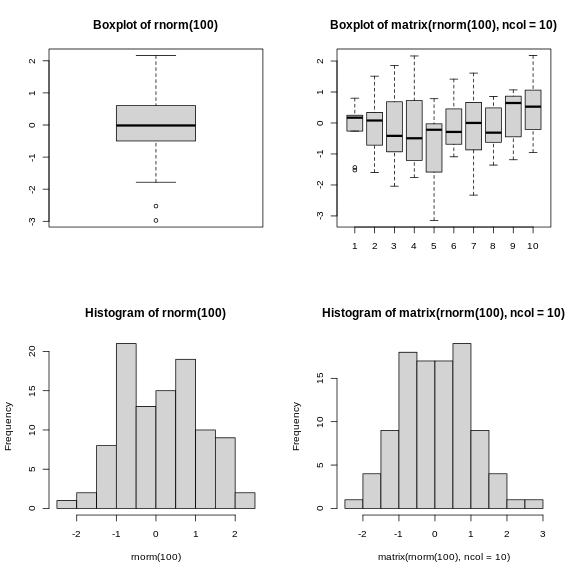 Boxplot of rnorm(100)
2
1
0
-1
-2
-3
Boxplot of matrix(rnorm(100), ncol = 10)
2
1
0
-1
-2
-3
1 2 3 4 5 6 7 8 9 10
Histogram of rnorm(100)
Frequency
20
15
10
5
0
-2 -1 0 1 2
rnorm(100)
Histogram of matrix(rnorm(100), ncol = 10)
Frequency
15
10
5
0
-2 -1 0 1 2 3
matrix(rnorm(100), ncol = 10)